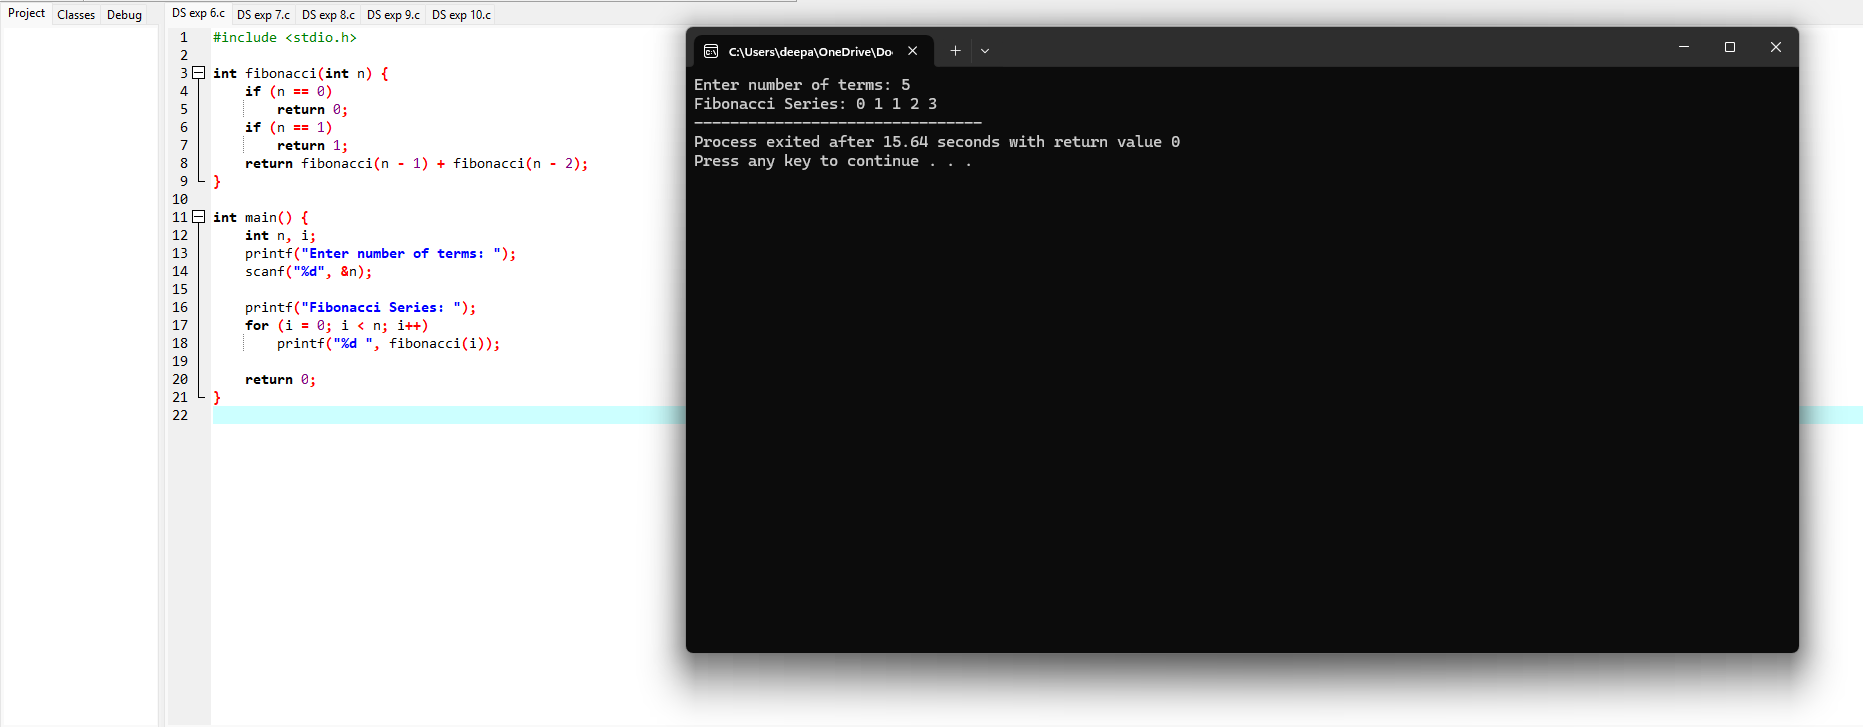 Project Classes Debug
DS exp 6.c DS exp 7.c DS exp 8.c DS exp 9.c DS exp 10.c
1 #include <stdio.h>
2
3 int fibonacci(int n) {
4     if (n == 0)
5         return 0;
6     if (n == 1)
7         return 1;
8     return fibonacci(n - 1) + fibonacci(n - 2);
9 }
10
11 int main() {
12     int n, i;
13     printf("Enter number of terms: ");
14     scanf("%d", &n);
15
16     printf("Fibonacci Series: ");
17     for (i = 0; i < n; i++)
18         printf("%d ", fibonacci(i));
19
20     return 0;
21 }
22
C:\Users\deepa\OneDrive\Do
Enter number of terms: 5
Fibonacci Series: 0 1 1 2 3
--------------------------------
Process exited after 15.64 seconds with return value 0
Press any key to continue . . .